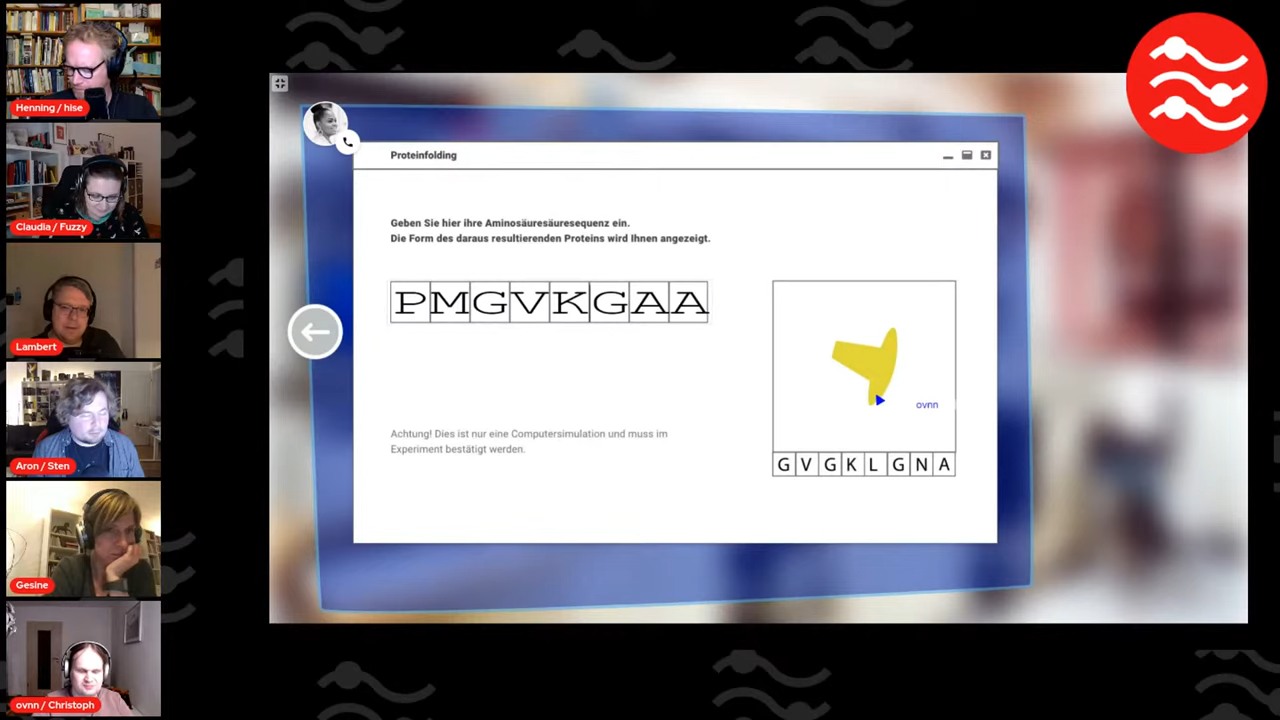 Henning / hise
Claudia / Fuzzy
Lambert
Aron / Sten
Gesine
ovnn / Christoph
Proteinfolding
Geben Sie hier ihre Aminosäuresäuresequenz ein.
Die Form des daraus resultierenden Proteins wird Ihnen angezeigt.
PMGVKGAA
Achtung! Dies ist nur eine Computersimulation und muss im
Experiment bestätigt werden.
ovnn
G V G K L G N A